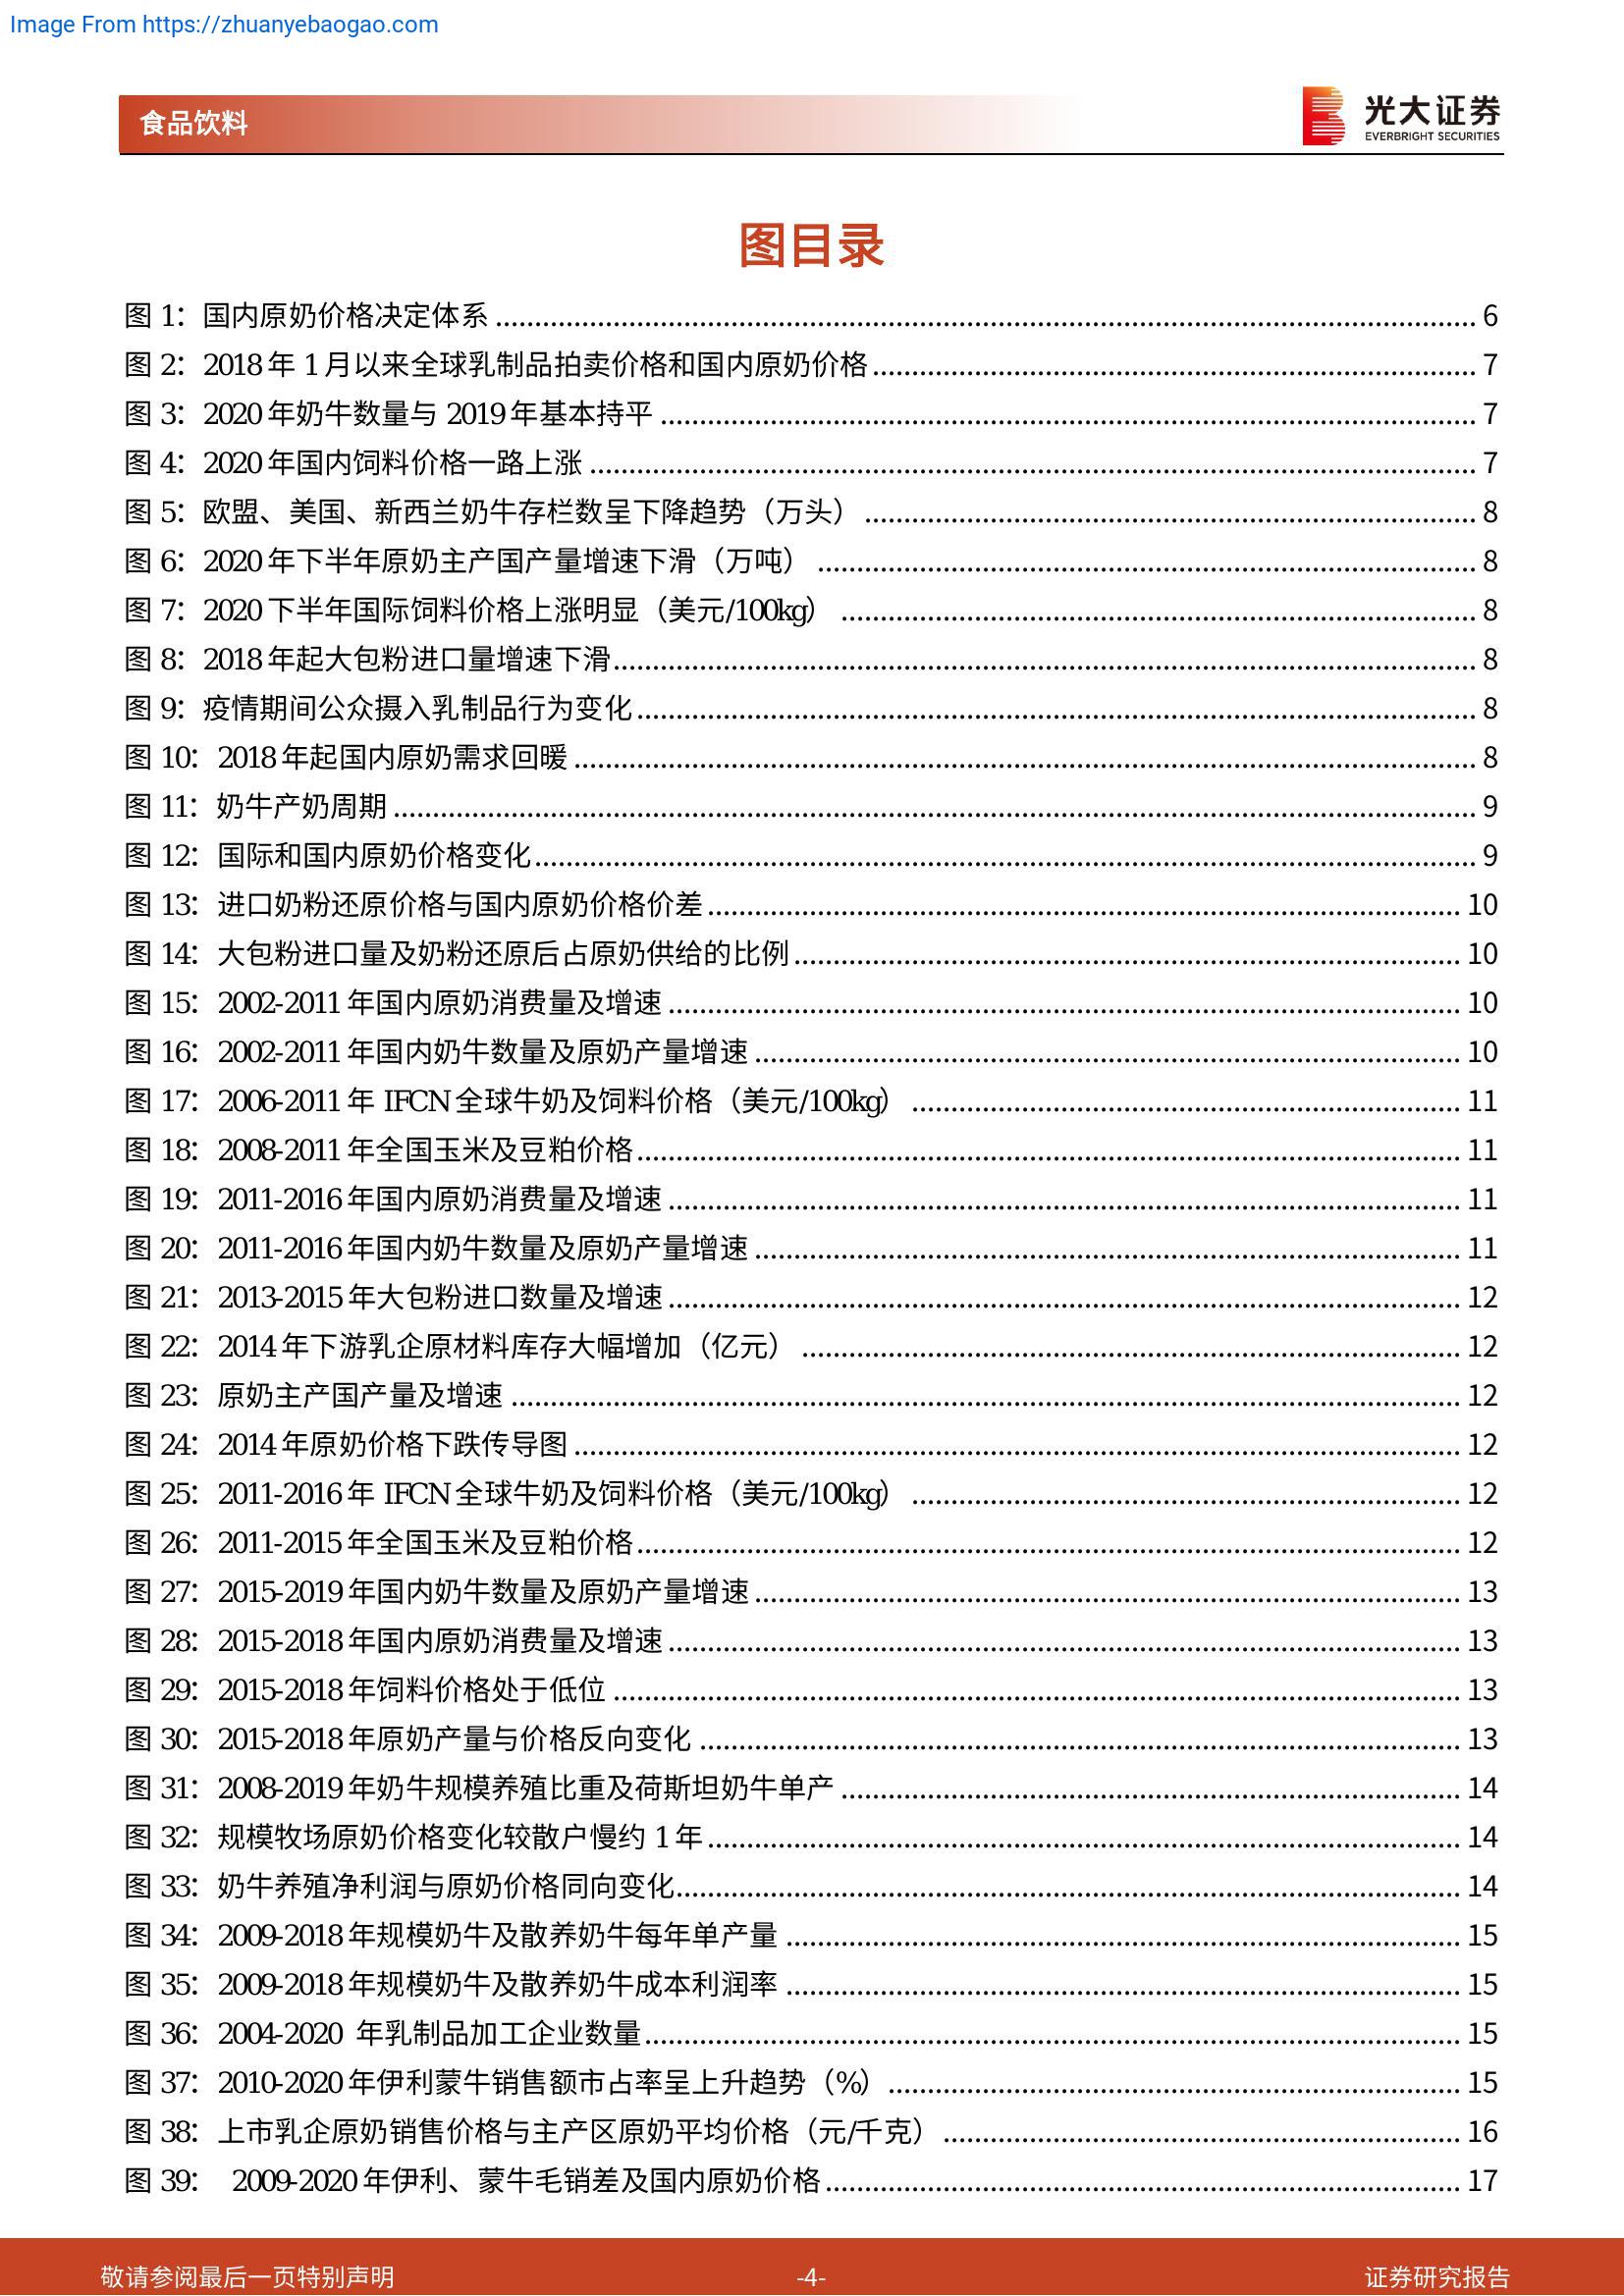 Image From https://zhuanyebaogao.com
食品饮料
光大证券
EVERBRIGHT SECURITIES
图目录
图 1：国内原奶价格决定体系 6
图 2：2018 年 1 月以来全球乳制品拍卖价格和国内原奶价格 7
图 3：2020 年奶牛数量与 2019 年基本持平 7
图 4：2020 年国内饲料价格一路上涨 7
图 5：欧盟、美国、新西兰奶牛存栏数呈下降趋势（万头） 8
图 6：2020 年下半年原奶主产国产量增速下滑（万吨） 8
图 7：2020 下半年国际饲料价格上涨明显（美元/100kg） 8
图 8：2018 年起大包粉进口量增速下滑 8
图 9：疫情期间公众摄入乳制品行为变化 8
图 10：2018 年起国内原奶需求回暖 8
图 11：奶牛产奶周期 9
图 12：国际和国内原奶价格变化 9
图 13：进口奶粉还原价格与国内原奶价格价差 10
图 14：大包粉进口量及奶粉还原后占原奶供给的比例 10
图 15：2002-2011 年国内原奶消费量及增速 10
图 16：2002-2011 年国内奶牛数量及原奶产量增速 10
图 17：2006-2011 年 IFCN 全球牛奶及饲料价格（美元/100kg） 11
图 18：2008-2011 年全国玉米及豆粕价格 11
图 19：2011-2016 年国内原奶消费量及增速 11
图 20：2011-2016 年国内奶牛数量及原奶产量增速 11
图 21：2013-2015 年大包粉进口数量及增速 12
图 22：2014 年下游乳企原材料库存大幅增加（亿元） 12
图 23：原奶主产国产量及增速 12
图 24：2014 年原奶价格下跌传导图 12
图 25：2011-2016 年 IFCN 全球牛奶及饲料价格（美元/100kg） 12
图 26：2011-2015 年全国玉米及豆粕价格 12
图 27：2015-2019 年国内奶牛数量及原奶产量增速 13
图 28：2015-2018 年国内原奶消费量及增速 13
图 29：2015-2018 年饲料价格处于低位 13
图 30：2015-2018 年原奶产量与价格反向变化 13
图 31：2008-2019 年奶牛规模养殖比重及荷斯坦奶牛单产 14
图 32：规模牧场原奶价格变化较散户慢约 1 年 14
图 33：奶牛养殖净利润与原奶价格同向变化 14
图 34：2009-2018 年规模奶牛及散养奶牛每年单产量 15
图 35：2009-2018 年规模奶牛及散养奶牛成本利润率 15
图 36：2004-2020 年乳制品加工企业数量 15
图 37：2010-2020 年伊利蒙牛销售额市占率呈上升趋势（%） 15
图 38：上市乳企原奶销售价格与主产区原奶平均价格（元/千克） 16
图 39： 2009-2020 年伊利、蒙牛毛销差及国内原奶价格 17
敬请参阅最后一页特别声明 -4- 证券研究报告